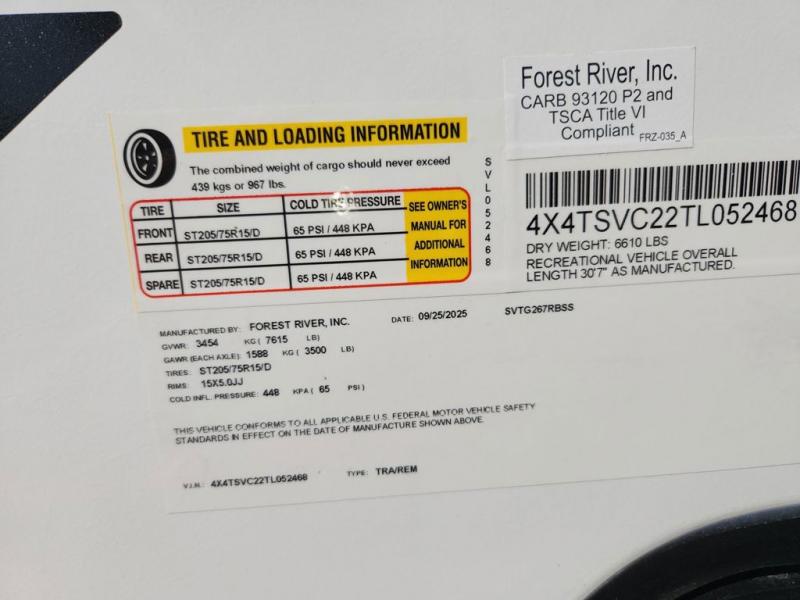 Forest River, Inc.
CARB 93120 P2 and
TSCA Title VI
Compliant
FRZ-035_A
TIRE AND LOADING INFORMATION
The combined weight of cargo should never exceed
439 kgs or 967 lbs.
TIRE SIZE COLD TIRE PRESSURE
FRONT ST205/75R15/D 65 PSI / 448 KPA
REAR ST205/75R15/D 65 PSI / 448 KPA
SPARE ST205/75R15/D 65 PSI / 448 KPA
SEE OWNER'S
MANUAL FOR
ADDITIONAL
INFORMATION
SVL052468
4X4TSVC22TL052468
DRY WEIGHT: 6610 LBS
RECREATIONAL VEHICLE OVERALL
LENGTH 30'7" AS MANUFACTURED.
MANUFACTURED BY: FOREST RIVER, INC. DATE: 09/25/2025 SVTG267RBSS
GVWR: 3454 KG ( 7615 LB)
GAWR (EACH AXLE): 1588 KG ( 3500 LB)
TIRES: ST205/75R15/D
RIMS: 15X5.0JJ
COLD INFL. PRESSURE: 448 KPA ( 65 PSI)
THIS VEHICLE CONFORMS TO ALL APPLICABLE U.S. FEDERAL MOTOR VEHICLE SAFETY
STANDARDS IN EFFECT ON THE DATE OF MANUFACTURE SHOWN ABOVE.
V.I.N.: 4X4TSVC22TL052468 TYPE: TRA/REM